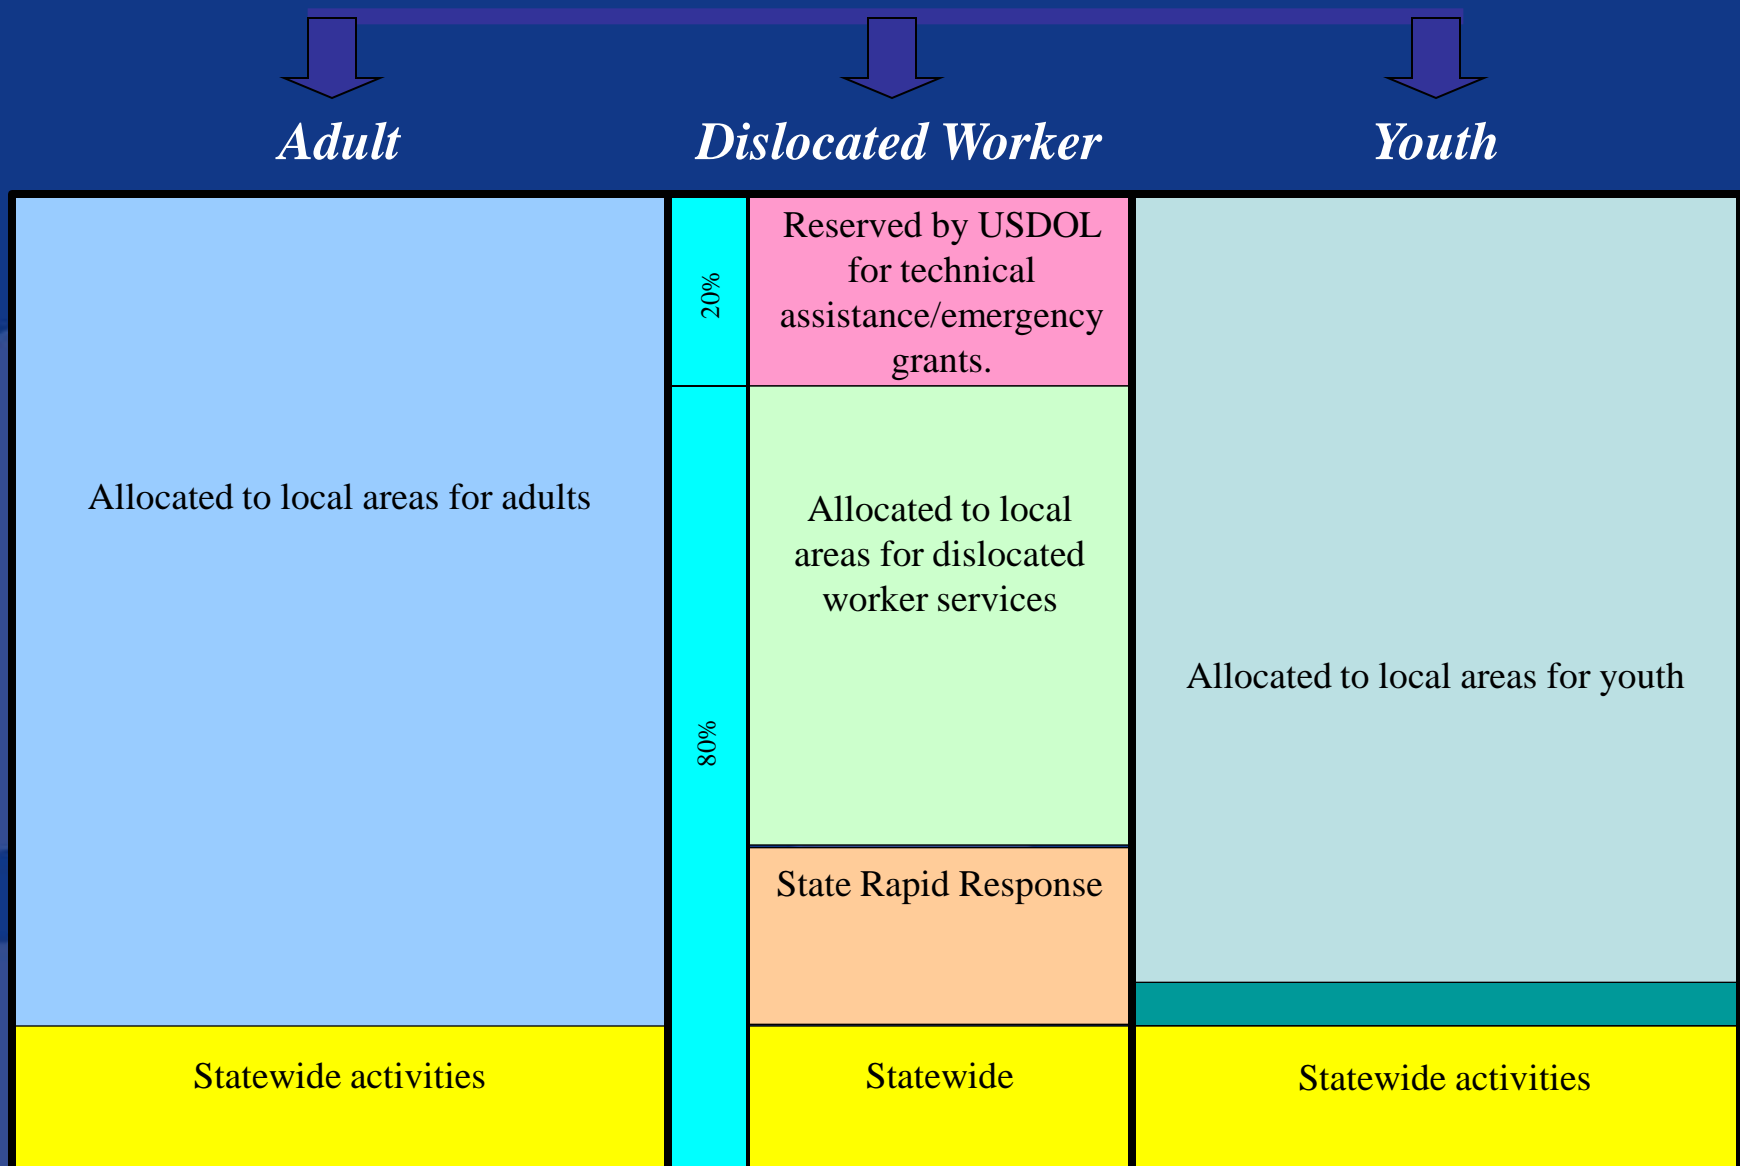 Adult
Dislocated Worker
Youth
Allocated to local areas for adults
Statewide activities
20%
80%
Reserved by USDOL
for technical
assistance/emergency
grants.
Allocated to local
areas for dislocated
worker services
State Rapid Response
Statewide
Allocated to local areas for youth
Statewide activities